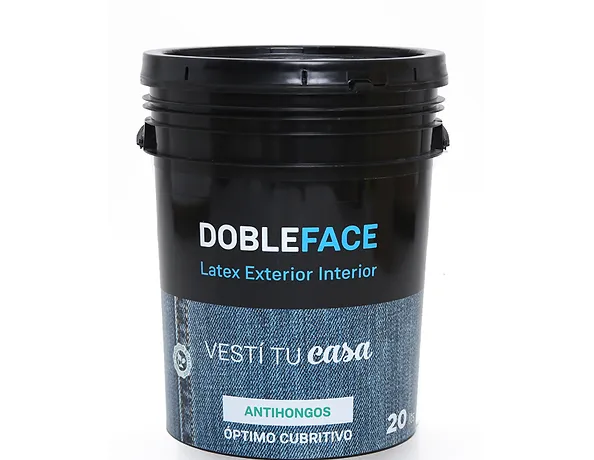 DOBLEFACE
Latex Exterior Interior
VESTÍ TU casa
ANTIHONGOS
ÓPTIMO CUBRITIVO
20